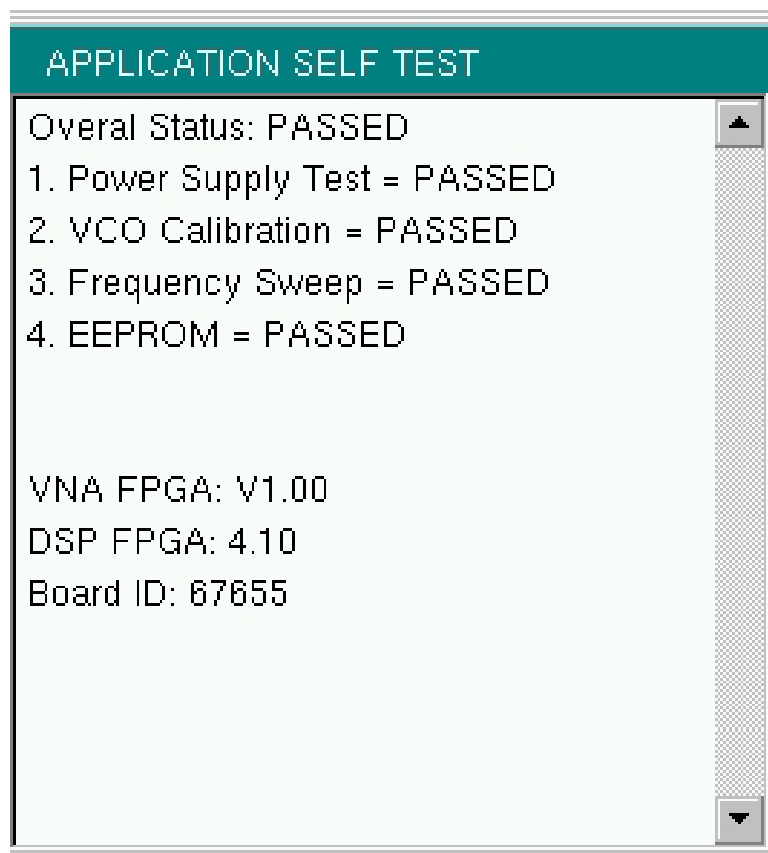 APPLICATION SELF TEST
Overal Status: PASSED
1. Power Supply Test = PASSED
2. VCO Calibration = PASSED
3. Frequency Sweep = PASSED
4. EEPROM = PASSED
VNA FPGA: V1.00
DSP FPGA: 4.10
Board ID: 67655